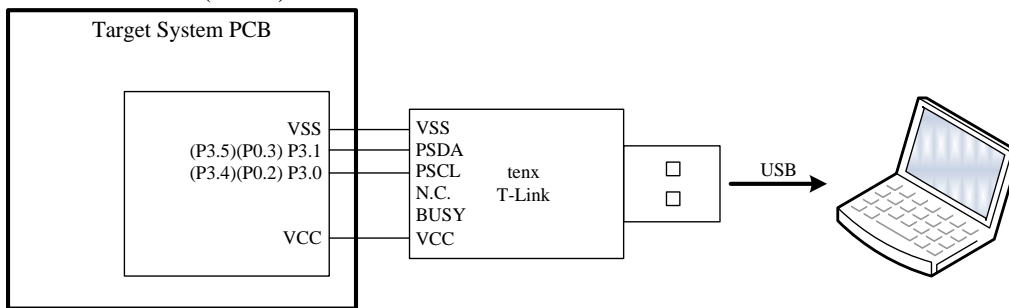 Target System PCB
VSS
(P3.5)(P0.3) P3.1
(P3.4)(P0.2) P3.0
VCC
VSS
PSDA
PSCL
N.C.
BUSY
VCC
tenx
T-Link
USB